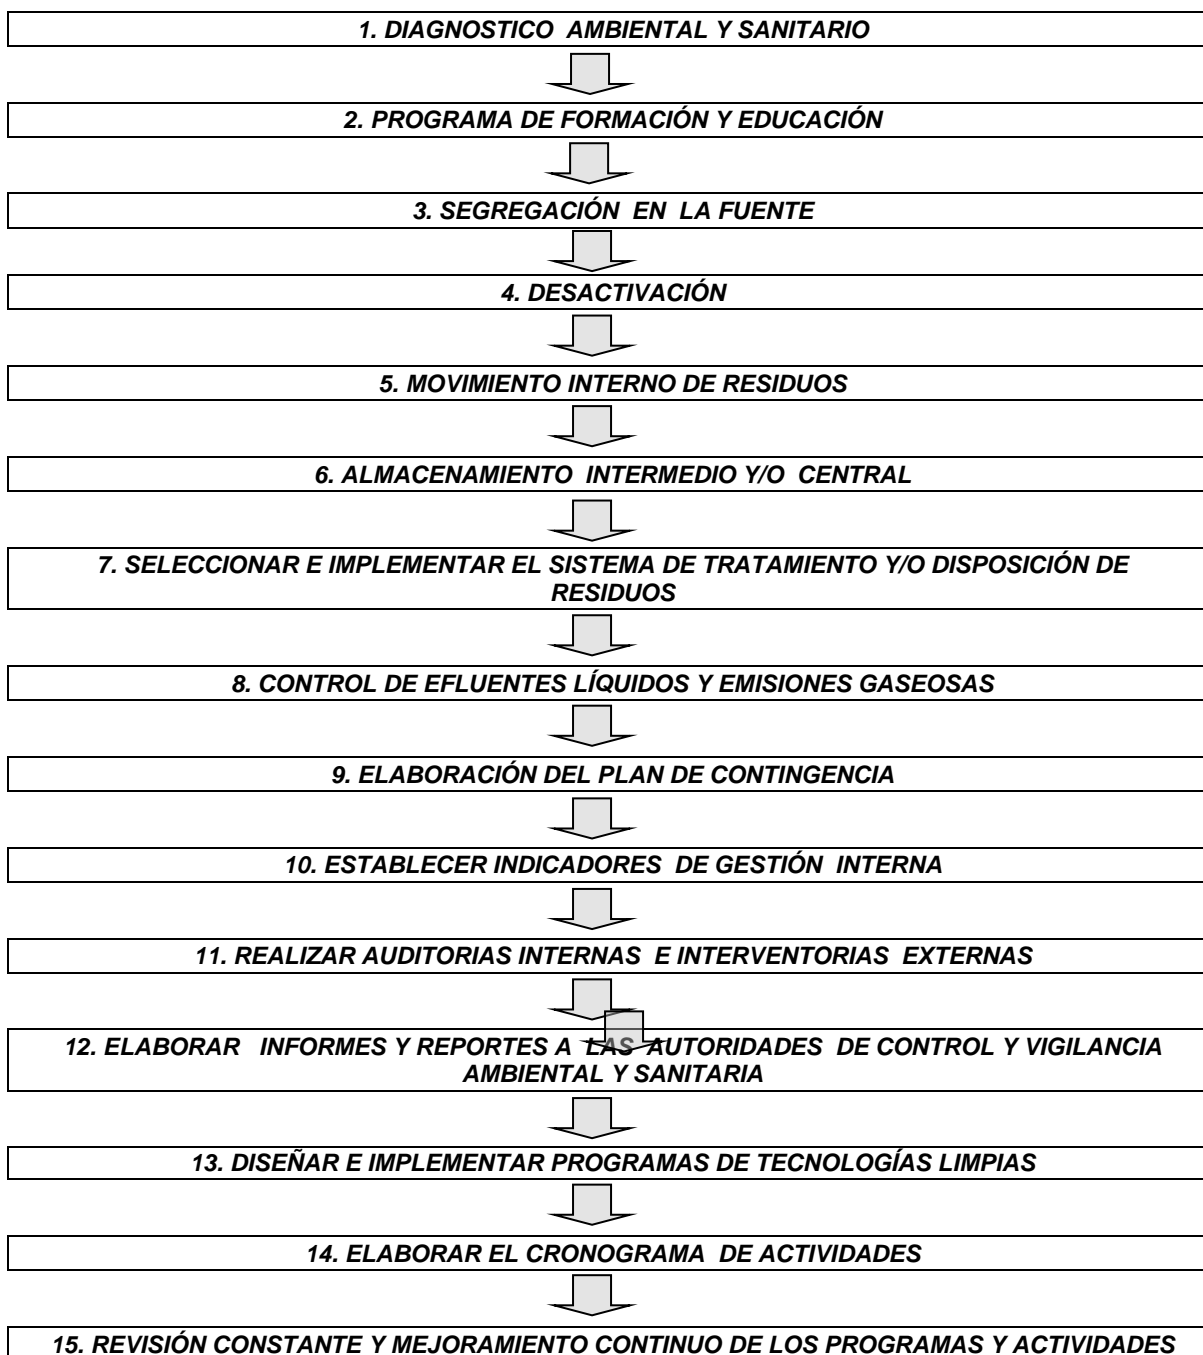 1. DIAGNOSTICO AMBIENTAL Y SANITARIO
2. PROGRAMA DE FORMACIÓN Y EDUCACIÓN
3. SEGREGACIÓN EN LA FUENTE
4. DESACTIVACIÓN
5. MOVIMIENTO INTERNO DE RESIDUOS
6. ALMACENAMIENTO INTERMEDIO Y/O CENTRAL
7. SELECCIONAR E IMPLEMENTAR EL SISTEMA DE TRATAMIENTO Y/O DISPOSICIÓN DE
RESIDUOS
8. CONTROL DE EFLUENTES LÍQUIDOS Y EMISIONES GASEOSAS
9. ELABORACIÓN DEL PLAN DE CONTINGENCIA
10. ESTABLECER INDICADORES DE GESTIÓN INTERNA
11. REALIZAR AUDITORIAS INTERNAS E INTERVENTORIAS EXTERNAS
12. ELABORAR INFORMES Y REPORTES A LAS AUTORIDADES DE CONTROL Y VIGILANCIA
AMBIENTAL Y SANITARIA
13. DISEÑAR E IMPLEMENTAR PROGRAMAS DE TECNOLOGÍAS LIMPIAS
14. ELABORAR EL CRONOGRAMA DE ACTIVIDADES
15. REVISIÓN CONSTANTE Y MEJORAMIENTO CONTINUO DE LOS PROGRAMAS Y ACTIVIDADES